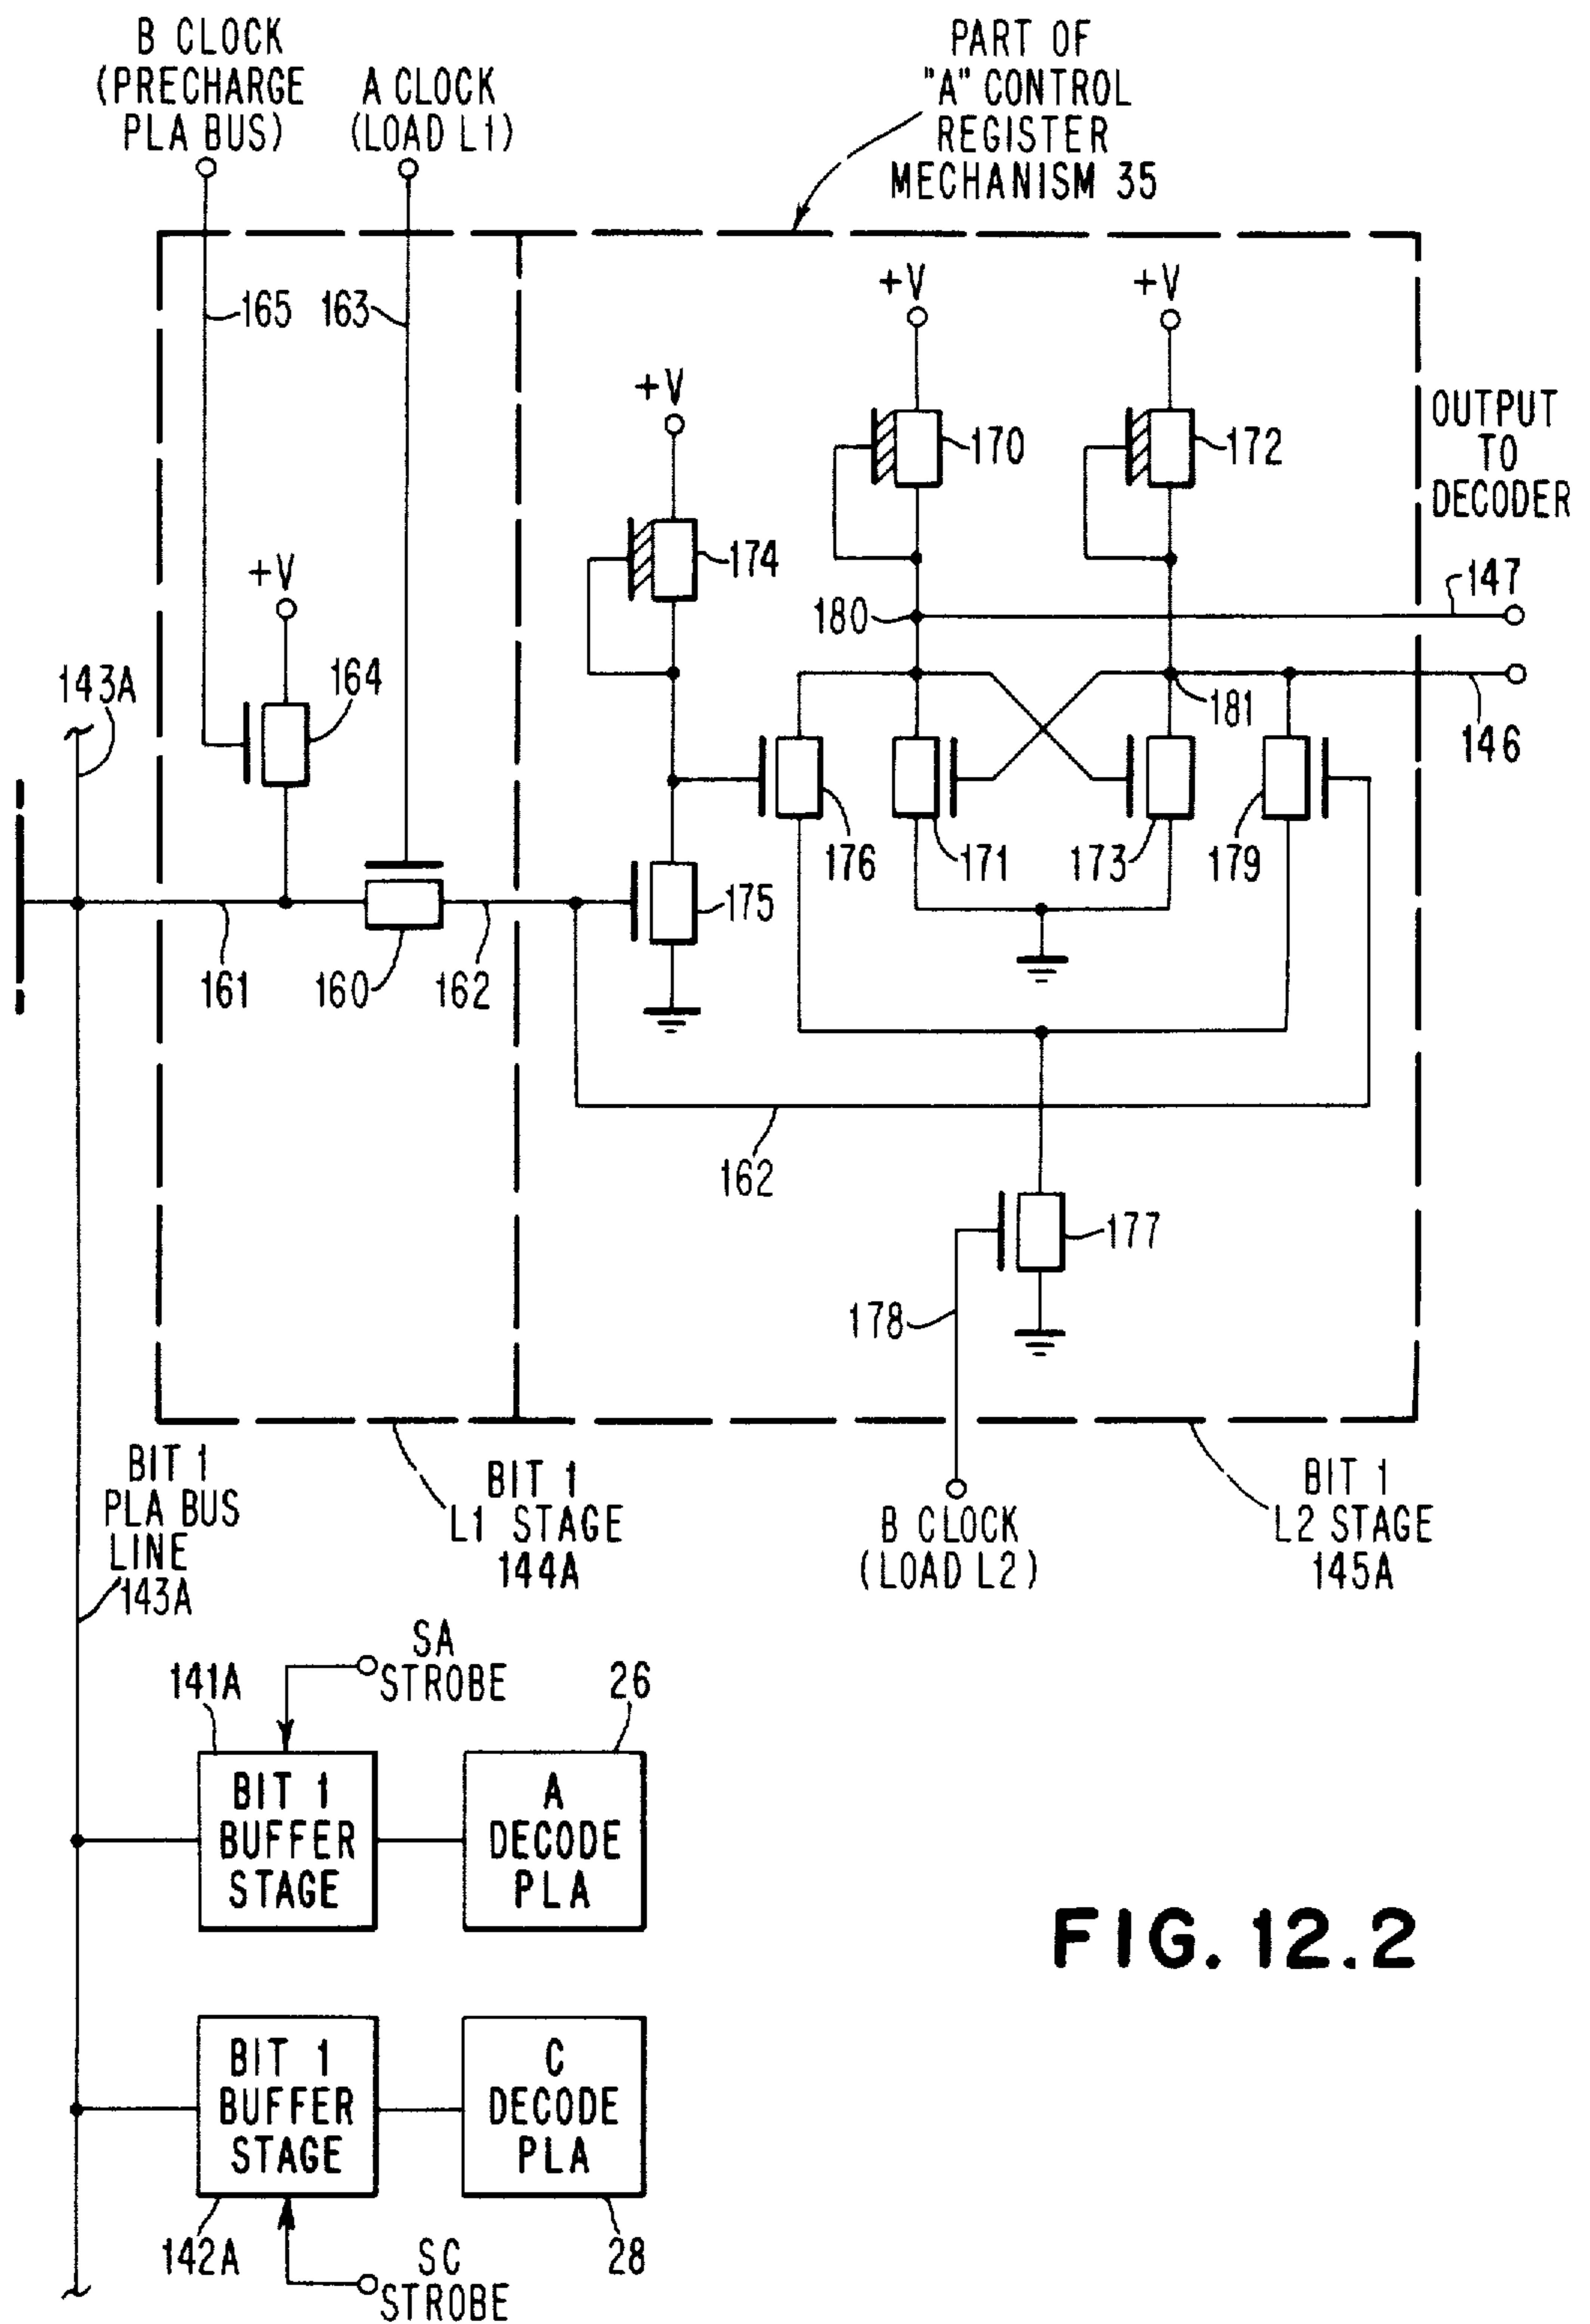 B CLOCK
(PRECHARGE
PLA BUS)
A CLOCK
(LOAD L1)
PART OF
"A" CONTROL
REGISTER
MECHANISM 35
165
163
+V
+V
+V
+V
170
172
174
164
OUTPUT
TO
DECODER
147
180
181
146
143A
176
171
173
179
175
161
160
162
162
177
178
BIT 1
PLA BUS
LINE
143A
BIT 1
L1 STAGE
144A
B CLOCK
(LOAD L2)
BIT 1
L2 STAGE
145A
SA
STROBE
141A
26
BIT 1
BUFFER
STAGE
A
DECODE
PLA
BIT 1
BUFFER
STAGE
C
DECODE
PLA
142A
28
SC
STROBE
FIG. 12.2